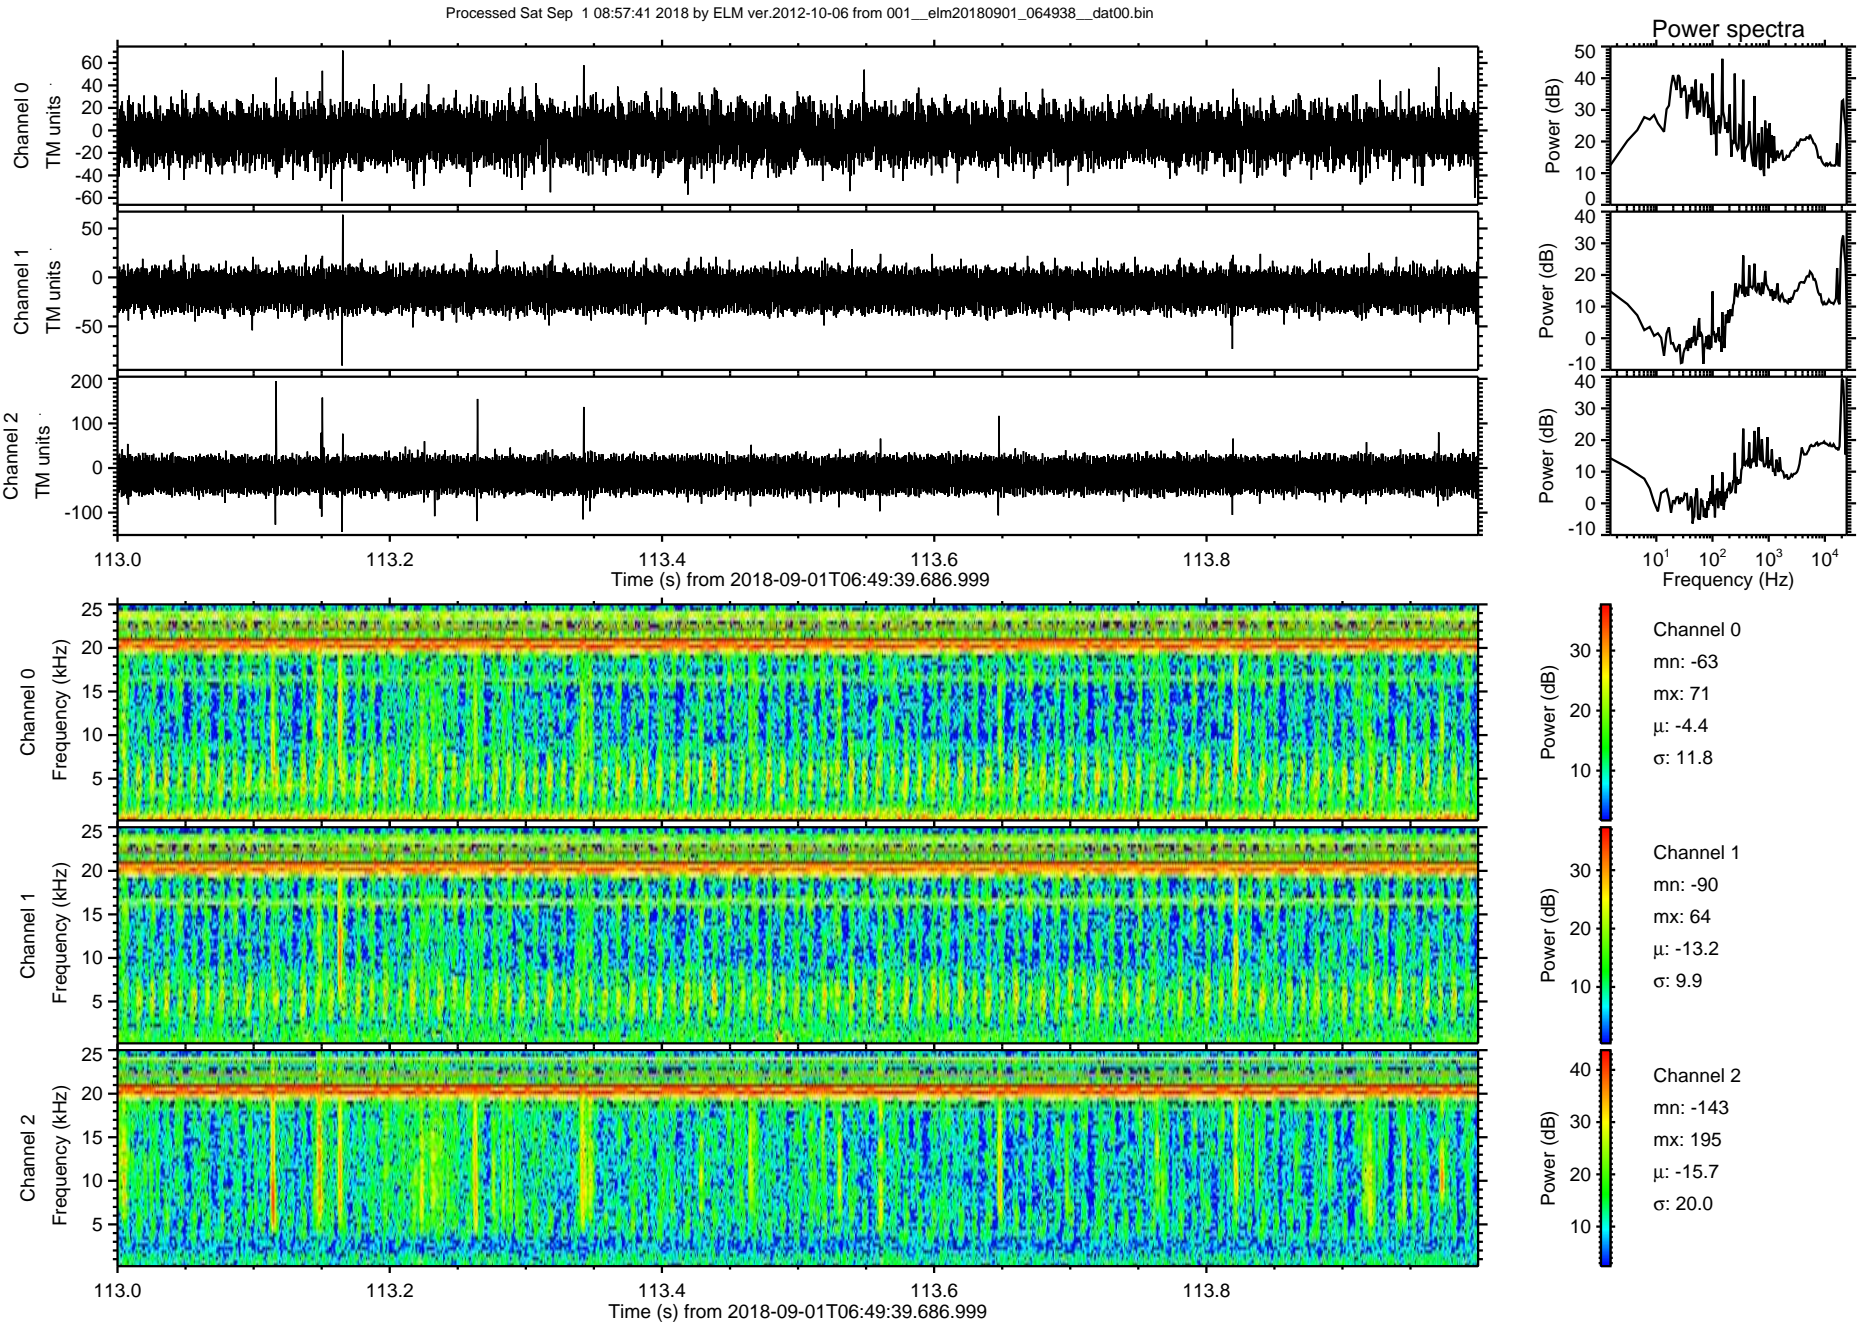 Processed Sat Sep  1 08:57:41 2018 by ELM ver.2012-10-06 from 001__elm20180901_064938__dat00.bin
Power spectra
Channel 0
TM units
60
40
20
0
-20
-40
-60
Power (dB)
50
40
30
20
10
0
Channel 1
TM units
50
0
-50
Power (dB)
40
30
20
10
0
-10
Channel 2
TM units
200
100
0
-100
Power (dB)
40
30
20
10
0
-10
113.0 113.2 113.4 113.6 113.8
Time (s) from 2018-09-01T06:49:39.686.999
10¹ 10² 10³ 10⁴
Frequency (Hz)
Channel 0
Frequency (kHz)
25
20
15
10
5
Power (dB)
30
20
10
Channel 0
mn: -63
mx: 71
μ: -4.4
σ: 11.8
Channel 1
Frequency (kHz)
25
20
15
10
5
Power (dB)
30
20
10
Channel 1
mn: -90
mx: 64
μ: -13.2
σ: 9.9
Channel 2
Frequency (kHz)
25
20
15
10
5
Power (dB)
40
30
20
10
Channel 2
mn: -143
mx: 195
μ: -15.7
σ: 20.0
113.0 113.2 113.4 113.6 113.8
Time (s) from 2018-09-01T06:49:39.686.999